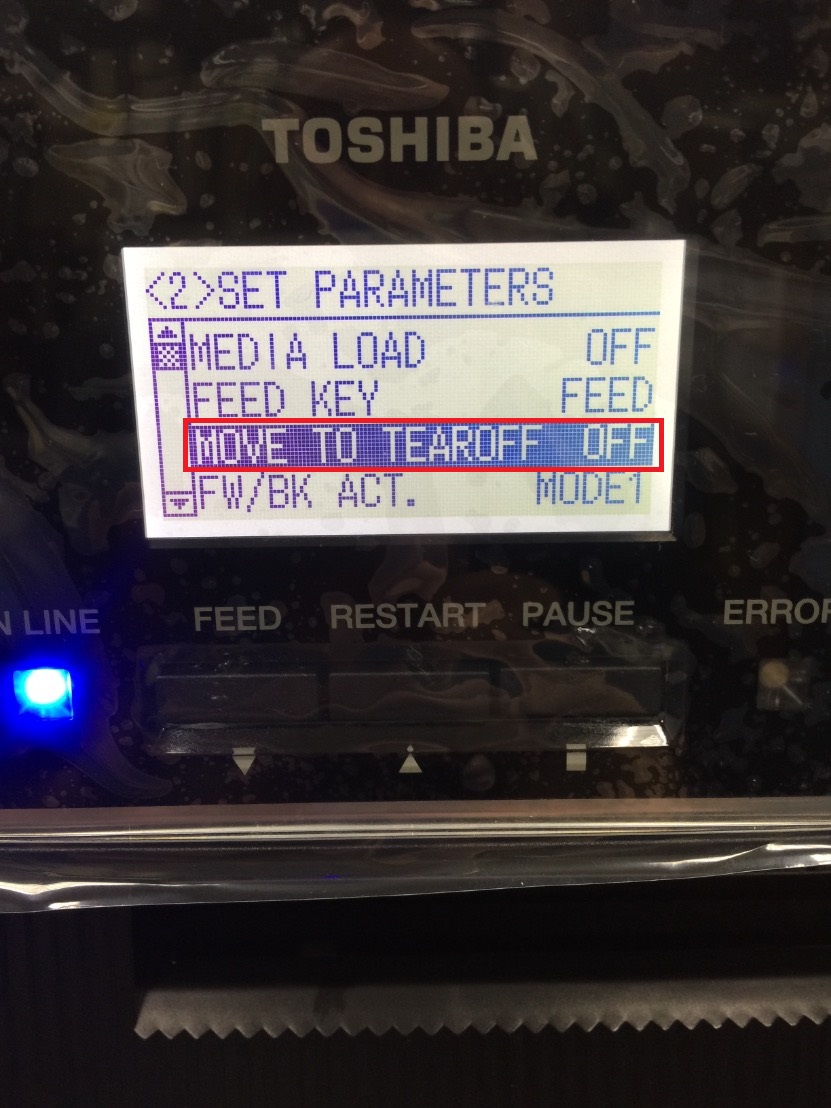 TOSHIBA
<2>SET PARAMETERS
MEDIA LOAD OFF
FEED KEY FEED
MOVE TO TEAROFF OFF
FW/BK ACT. MODE1
N LINE FEED RESTART PAUSE ERROR